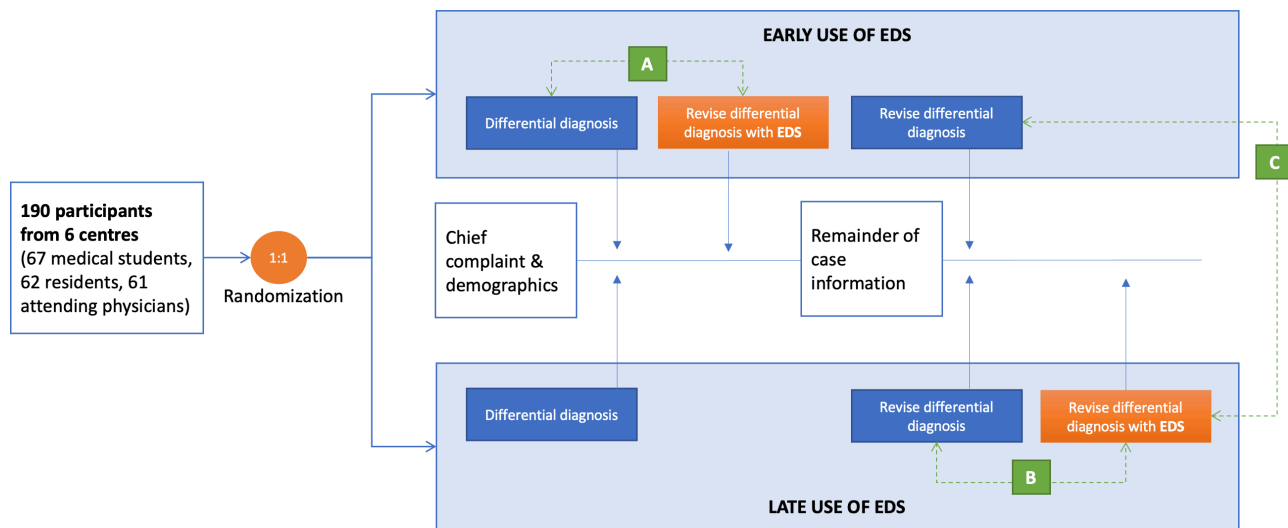 EARLY USE OF EDS
A
Differential diagnosis
Revise differential
diagnosis with EDS
Revise differential
diagnosis
C
190 participants
from 6 centres
(67 medical students,
62 residents, 61
attending physicians)
1:1
Randomization
Chief
complaint &
demographics
Remainder of
case
information
Differential diagnosis
Revise differential
diagnosis
Revise differential
diagnosis with EDS
B
LATE USE OF EDS